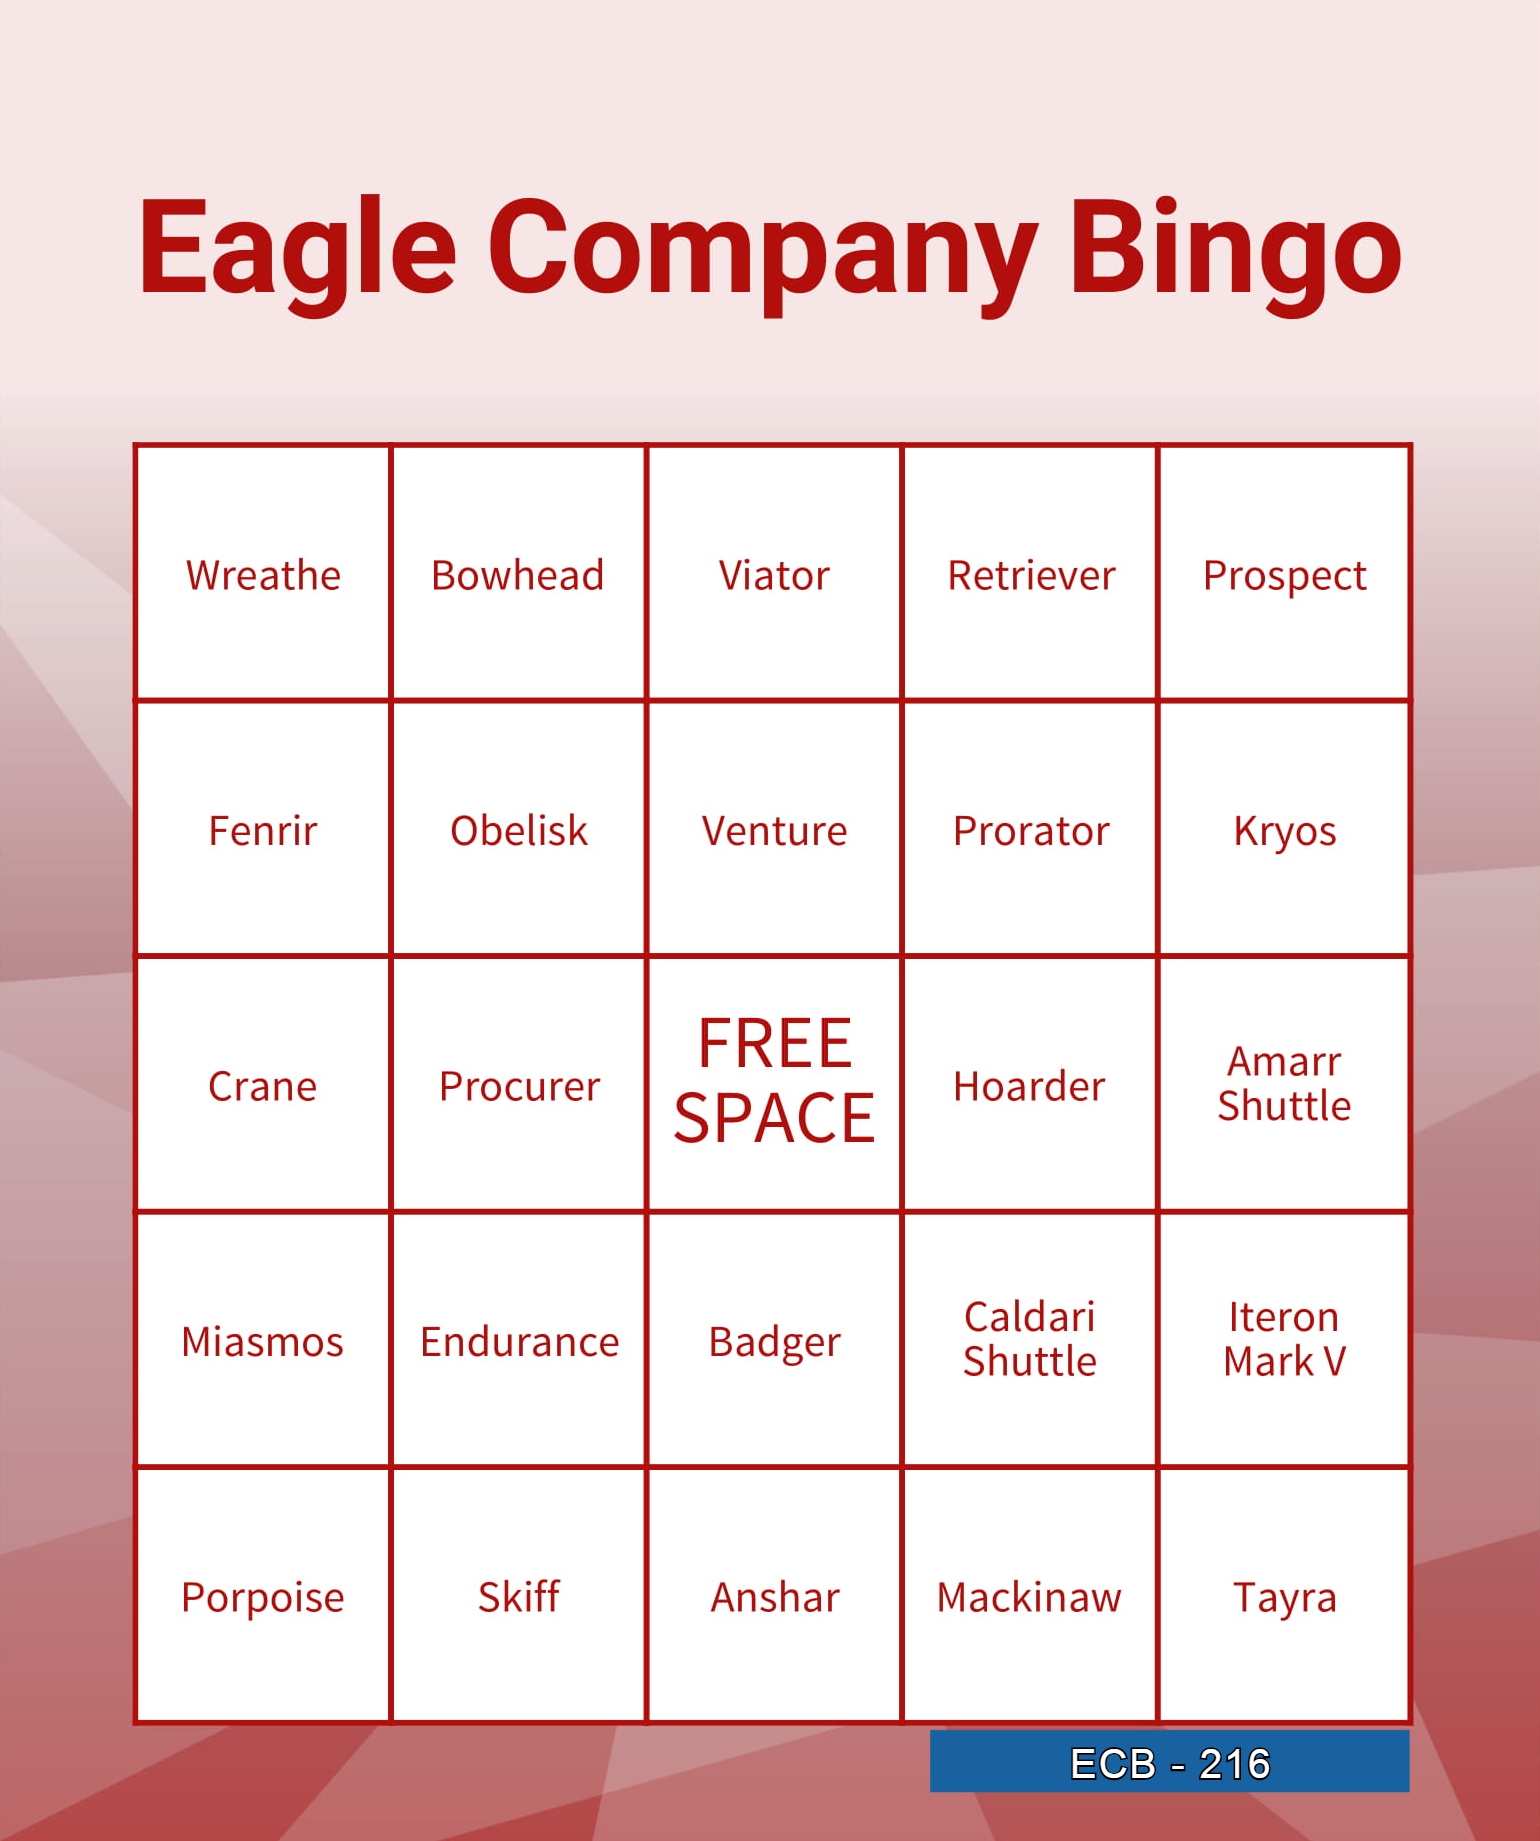 Eagle Company Bingo
Wreathe
Bowhead
Viator
Retriever
Prospect
Fenrir
Obelisk
Venture
Prorator
Kryos
Crane
Procurer
FREE
SPACE
Hoarder
Amarr
Shuttle
Miasmos
Endurance
Badger
Caldari
Shuttle
Iteron
Mark V
Porpoise
Skiff
Anshar
Mackinaw
Tayra
ECB - 216